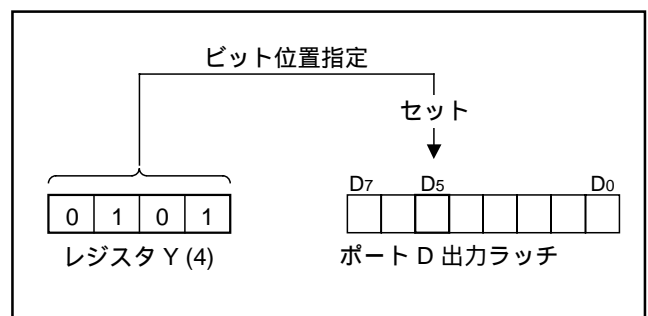 ビット位置指定
セット
D7 D5 D0
0 1 0 1
レジスタ Y (4)
ポート D 出力ラッチ